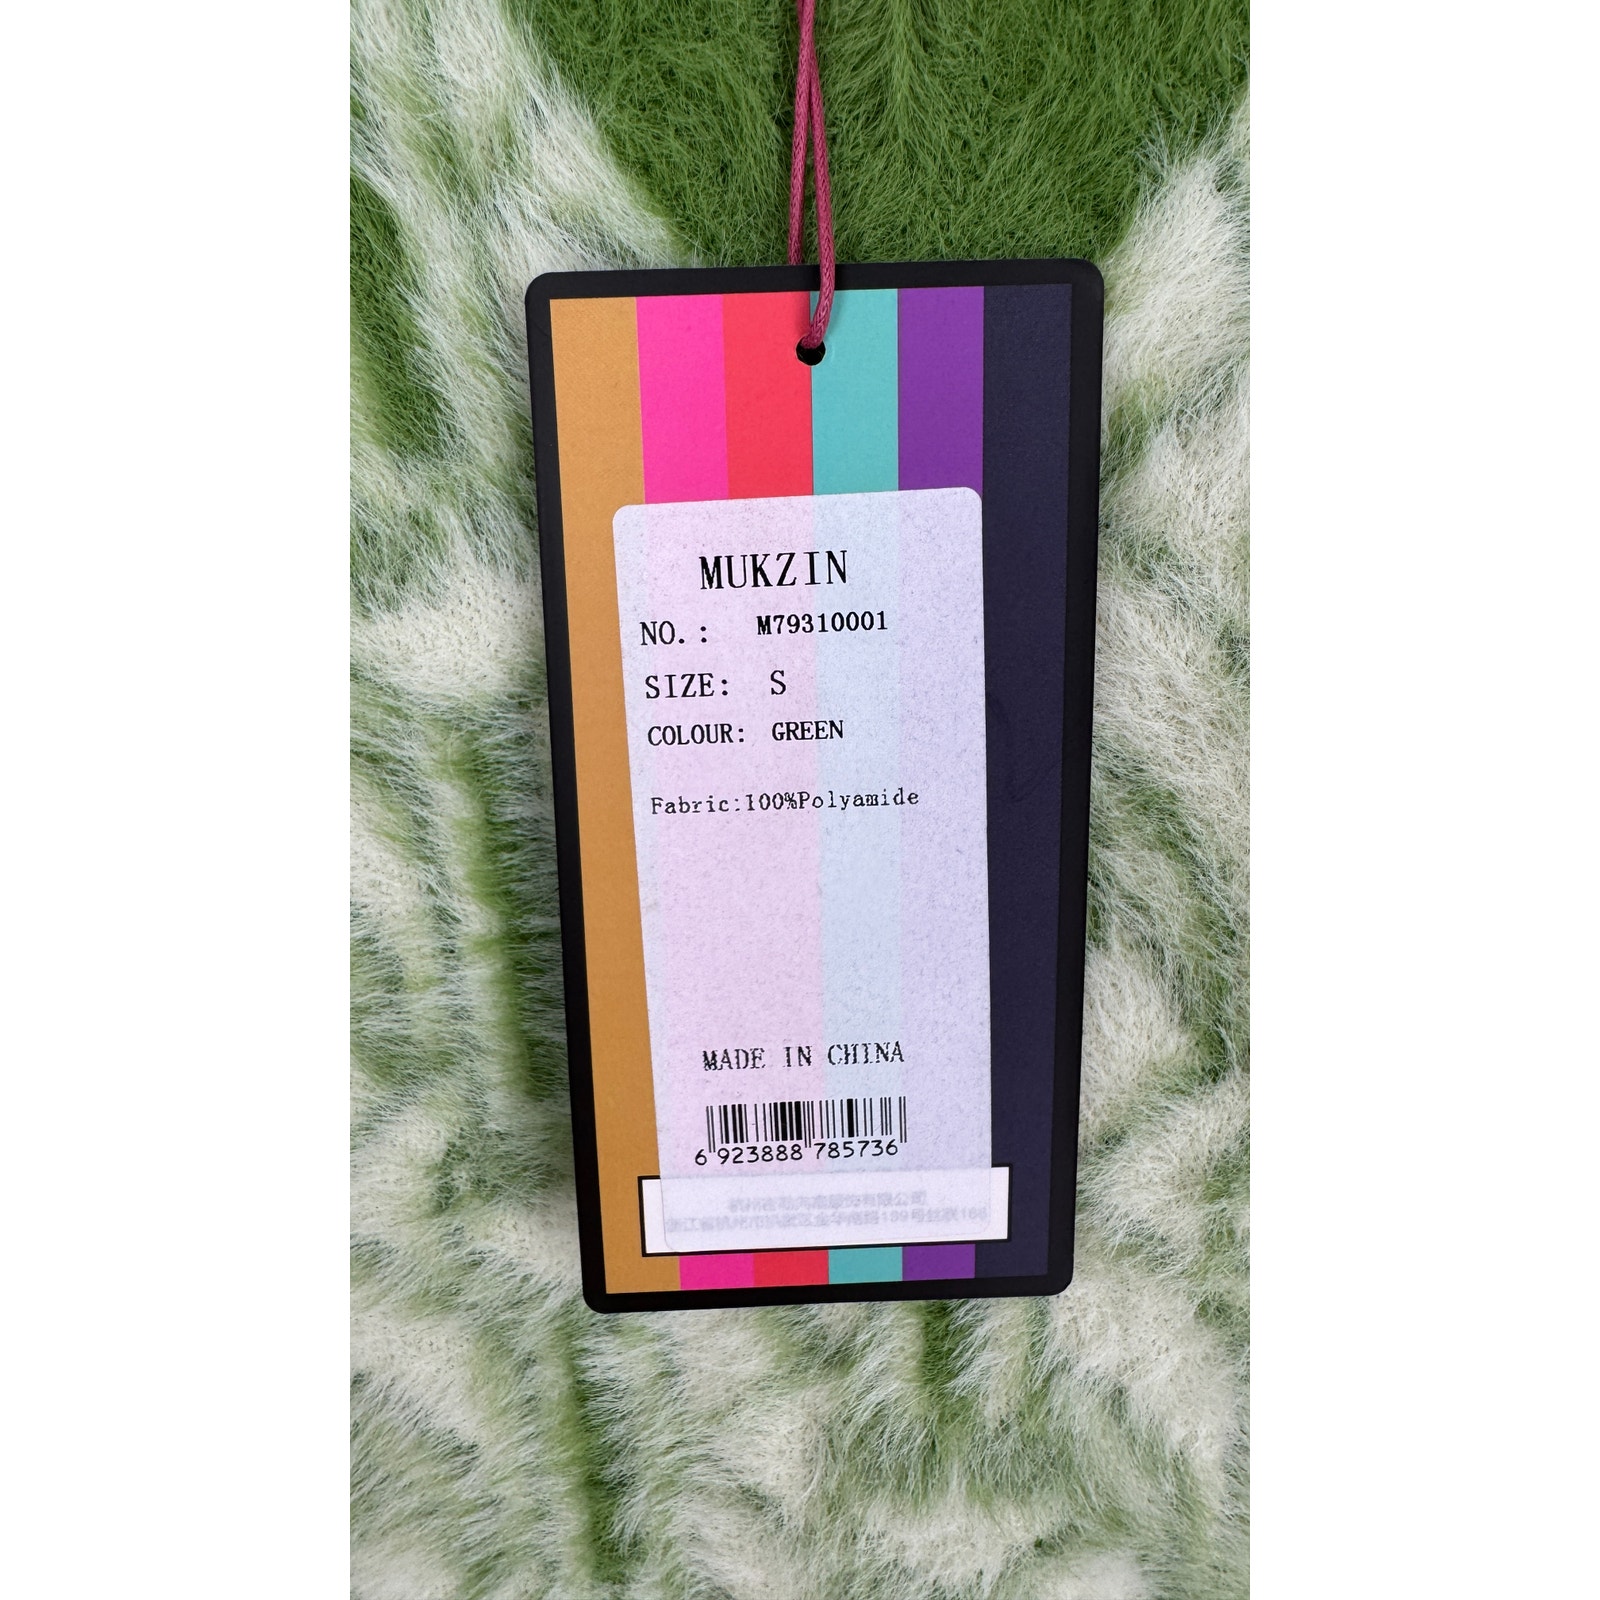 MUKZIN
NO.: M79310001
SIZE: S
COLOUR: GREEN
Fabric:100%Polyamide
MADE IN CHINA
6 923888 785736